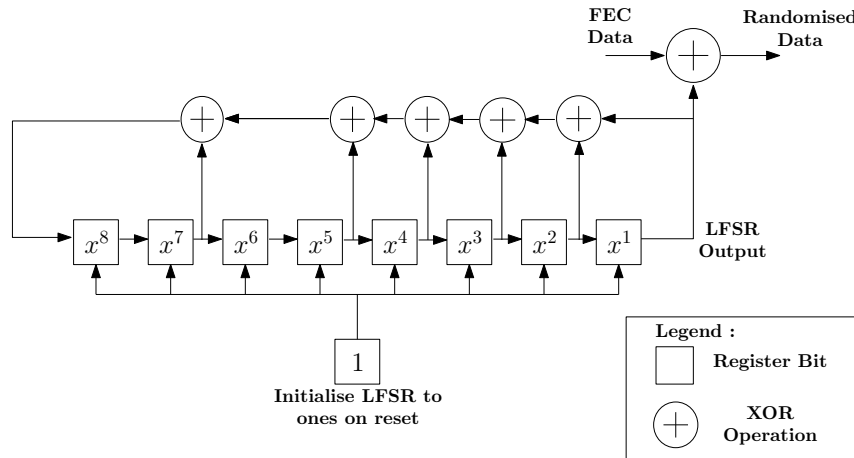 FEC
Data
Randomised
Data
x^8 x^7 x^6 x^5 x^4 x^3 x^2 x^1
LFSR
Output
1
Initialise LFSR to
ones on reset
Legend :
Register Bit
XOR
Operation